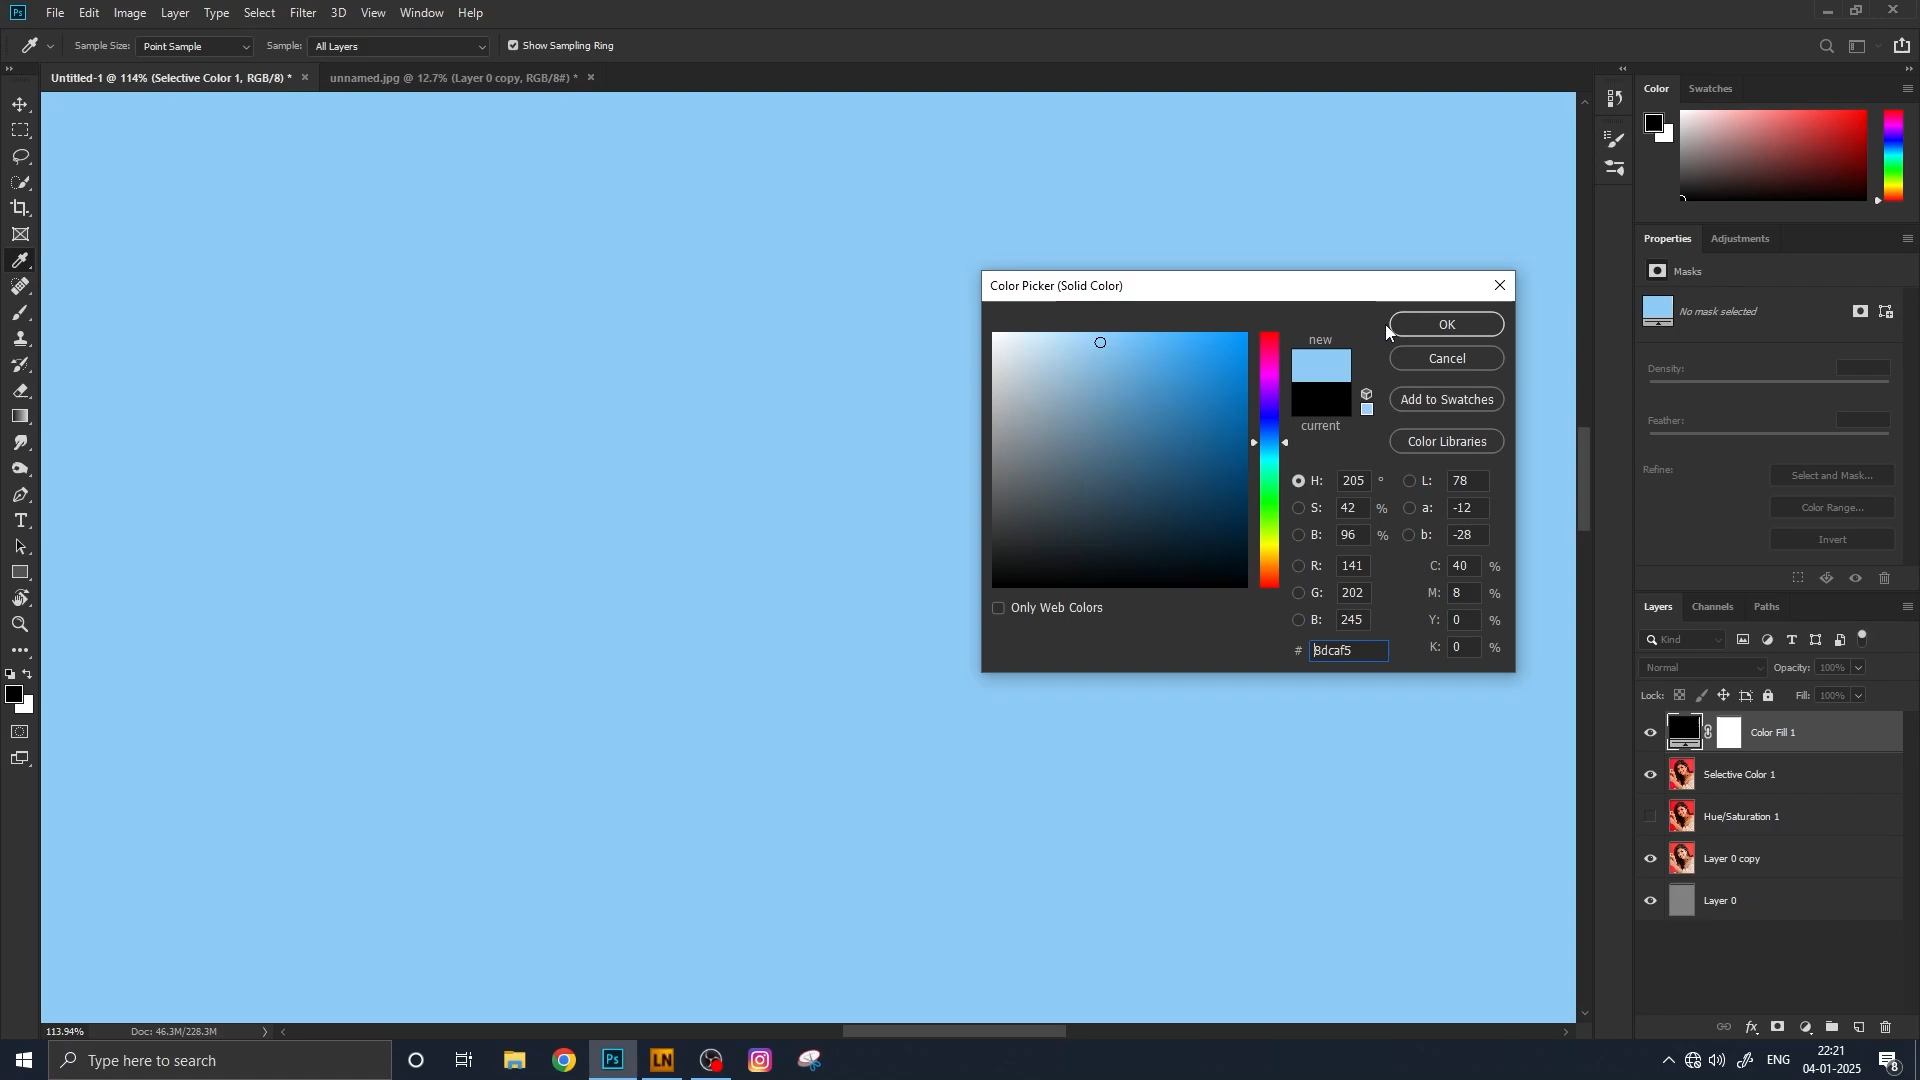 Ps File Edit Image Layer Type Select Filter 3D View Window Help
Sample Size: Point Sample Sample: All Layers Show Sampling Ring
Untitled-1 @ 114% (Selective Color 1, RGB/8) * × unnamed.jpg @ 12.7% (Layer 0 copy, RGB/8#) * ×
Color Swatches
Properties Adjustments
Masks
No mask selected
Density:
Feather:
Refine: Select and Mask...
Color Range...
Invert
Color Picker (Solid Color)
OK
new
Cancel
Add to Swatches
current
Color Libraries
H: 205 ° L: 78
S: 42 % a: -12
B: 96 % b: -28
R: 141 C: 40 %
G: 202 M: 8 %
B: 245 Y: 0 %
# 8dcaf5 K: 0 %
Only Web Colors
Layers Channels Paths
Kind
Normal Opacity: 100%
Lock: Fill: 100%
Color Fill 1
Selective Color 1
Hue/Saturation 1
Layer 0 copy
Layer 0
fx
113.94% Doc: 46.3M/228.3M
Type here to search
Ps LN
ENG
22:21
04-01-2025
8